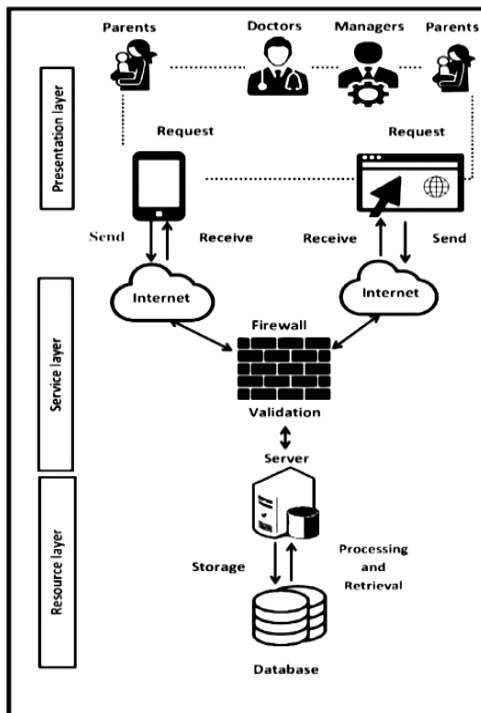 Parents
Doctors
Managers
Parents
Presentation layer
Request
Request
Send
Receive
Receive
Send
Internet
Internet
Service layer
Firewall
Validation
Server
Resource layer
Storage
Processing
and
Retrieval
Database